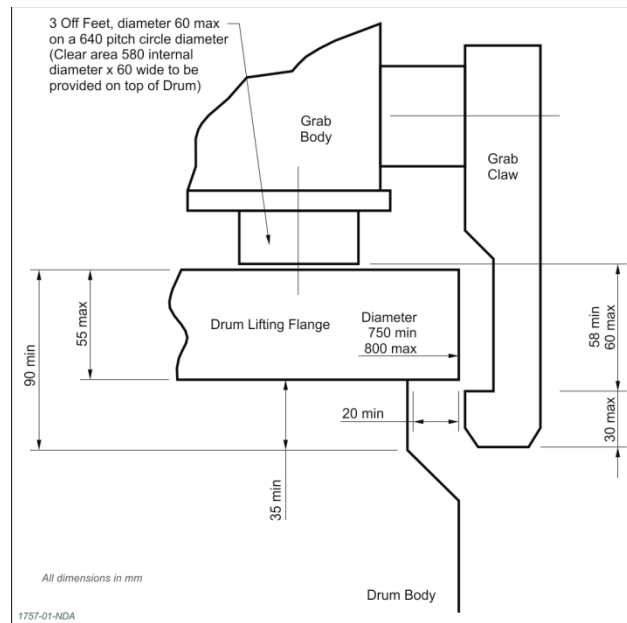 3 Off Feet, diameter 60 max
on a 640 pitch circle diameter
(Clear area 580 internal
diameter x 60 wide to be
provided on top of Drum)
Grab
Body
Grab
Claw
Drum Lifting Flange
Diameter
750 min
800 max
55 max
90 min
58 min
60 max
20 min
30 max
35 min
All dimensions in mm
Drum Body
1757-01-NDA